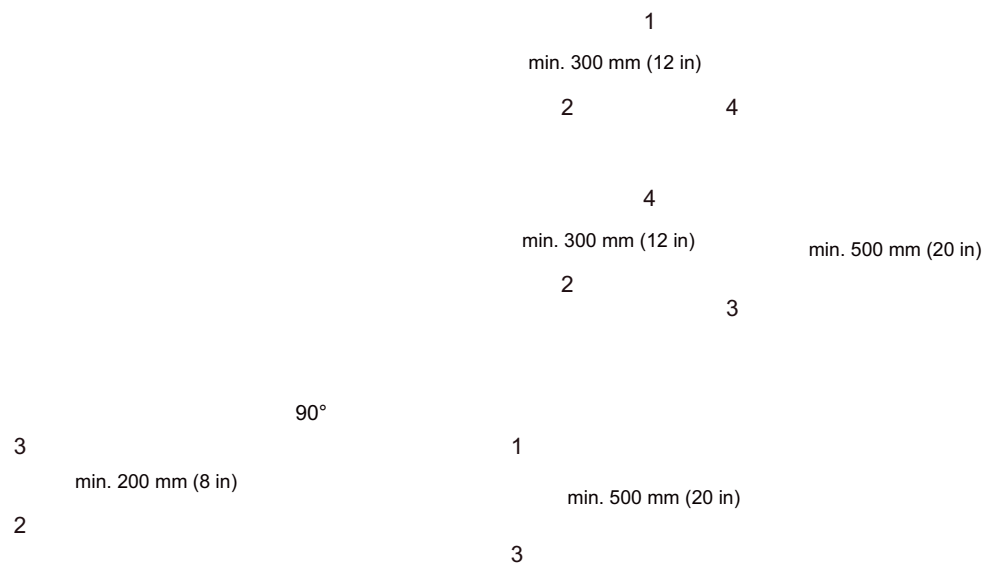 1
min. 300 mm (12 in)
2 4
4
min. 300 mm (12 in)
min. 500 mm (20 in)
2
3
90°
3 1
min. 200 mm (8 in)
min. 500 mm (20 in)
2
3